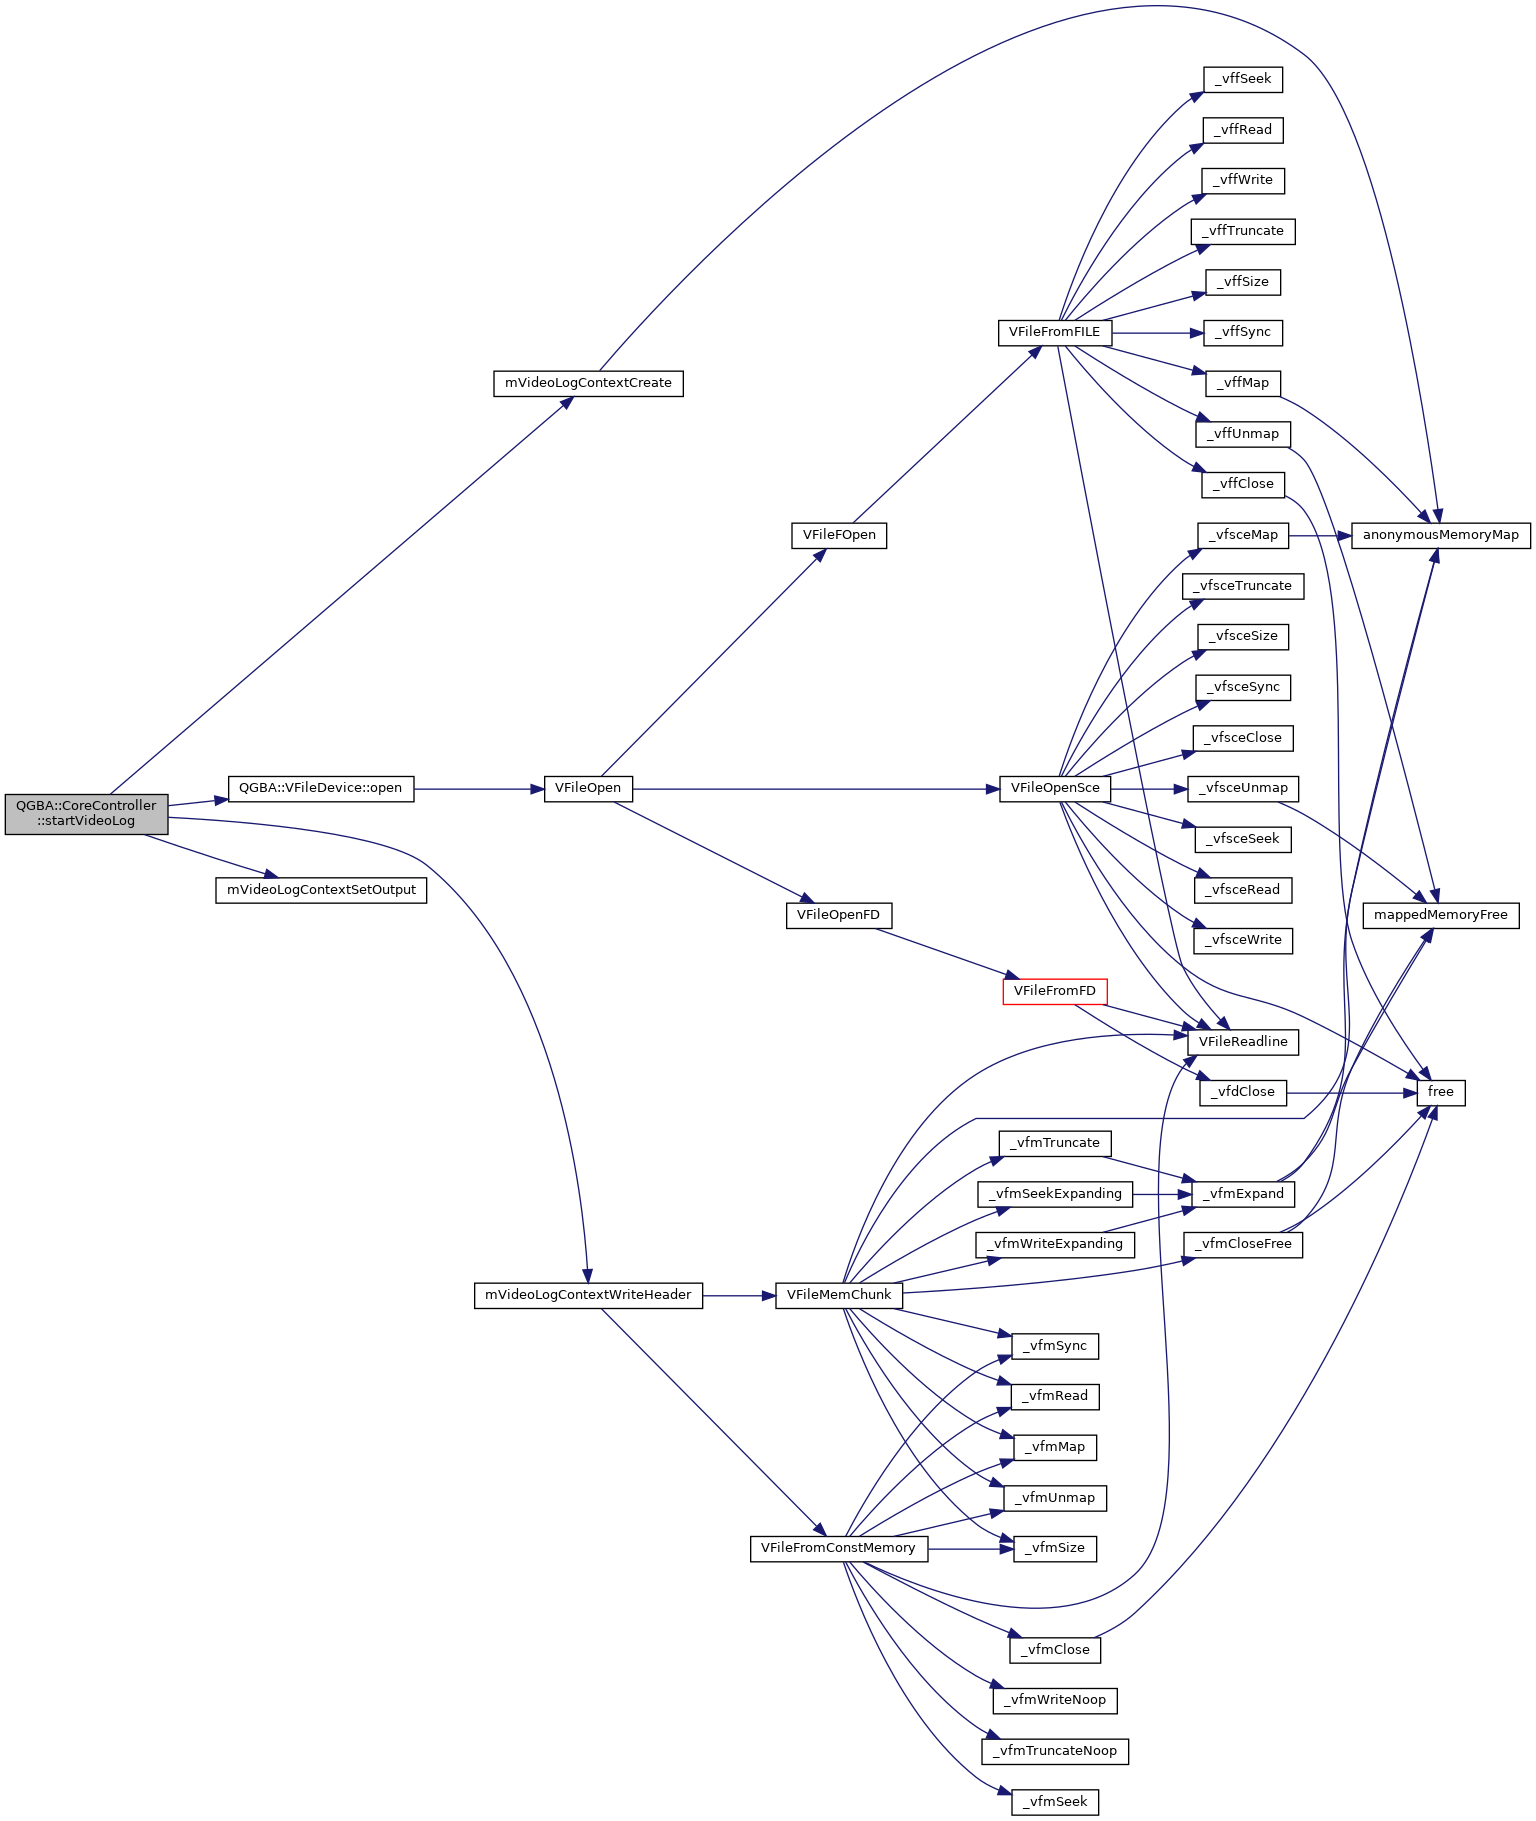 _vffSeek
_vffRead
_vffWrite
_vffTruncate
_vffSize
VFileFromFILE
_vffSync
mVideoLogContextCreate
_vffMap
_vffUnmap
_vffClose
VFileFOpen
_vfsceMap
anonymousMemoryMap
_vfsceTruncate
_vfsceSize
_vfsceSync
_vfsceClose
QGBA::CoreController
::startVideoLog
QGBA::VFileDevice::open
VFileOpen
VFileOpenSce
_vfsceUnmap
_vfsceSeek
mVideoLogContextSetOutput
_vfsceRead
VFileOpenFD
mappedMemoryFree
_vfsceWrite
VFileFromFD
VFileReadline
_vfdClose
free
_vfmTruncate
_vfmSeekExpanding
_vfmExpand
_vfmWriteExpanding
_vfmCloseFree
mVideoLogContextWriteHeader
VFileMemChunk
_vfmSync
_vfmRead
_vfmMap
_vfmUnmap
VFileFromConstMemory
_vfmSize
_vfmClose
_vfmWriteNoop
_vfmTruncateNoop
_vfmSeek